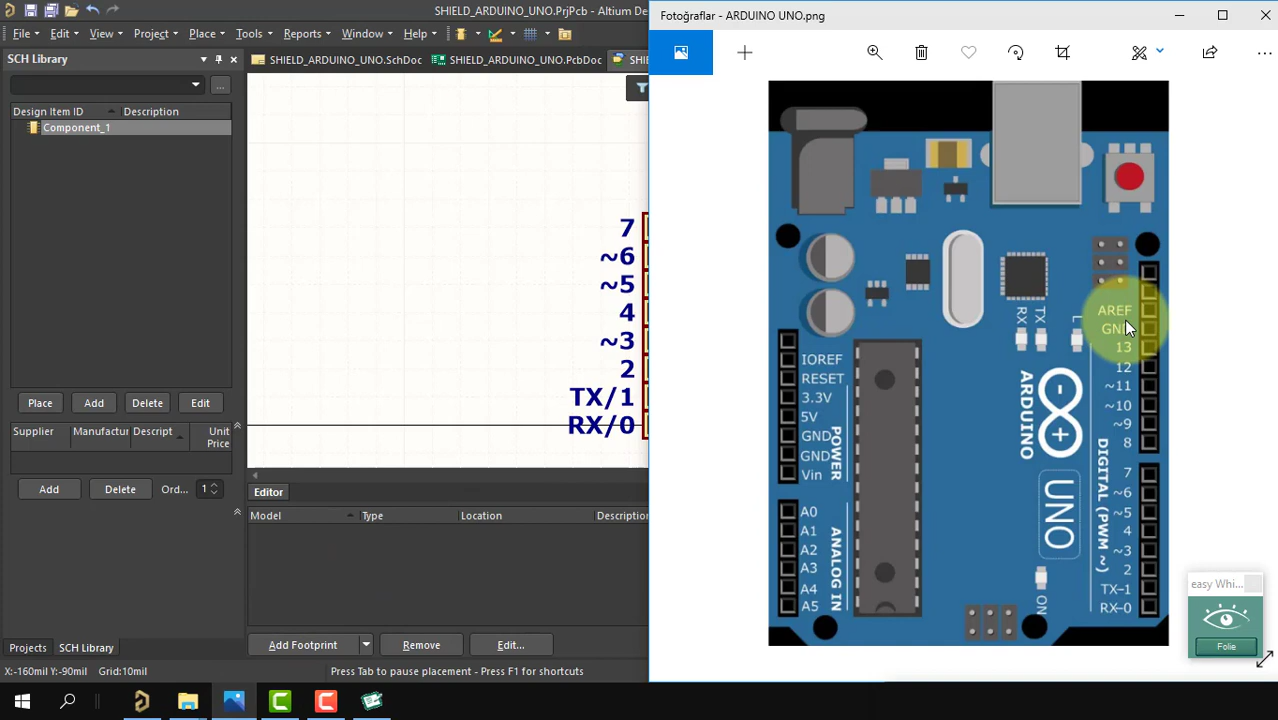 SHIELD_ARDUINO_UNO.PrjPcb - Altium Des
Fotoğraflar - ARDUINO UNO.png
File Edit View Project Place Tools Reports Window Help
SCH Library
SHIELD_ARDUINO_UNO.SchDoc
SHIELD_ARDUINO_UNO.PcbDoc
SHIEL
...
Design Item ID Description
Component_1
Place Add Delete Edit
Supplier Manufactur Descript Unit Price
Add Delete Ord... 1
Projects SCH Library
7
~6
~5
4
~3
2
TX/1
RX/0
Editor
Model Type Location Description
Add Footprint Remove Edit...
X:-160mil Y:-90mil Grid:10mil
Press Tab to pause placement - Press F1 for shortcuts
RX TX L
AREF
GND
13
12
~11
~10
~9
8
7
~6
~5
4
~3
2
TX-1
RX-0
DIGITAL (PWM ~)
ARDUINO
UNO
ON
IOREF
RESET
3.3V
5V
GND
GND
Vin
POWER
A0
A1
A2
A3
A4
A5
ANALOG IN
easy Whi...
Folie